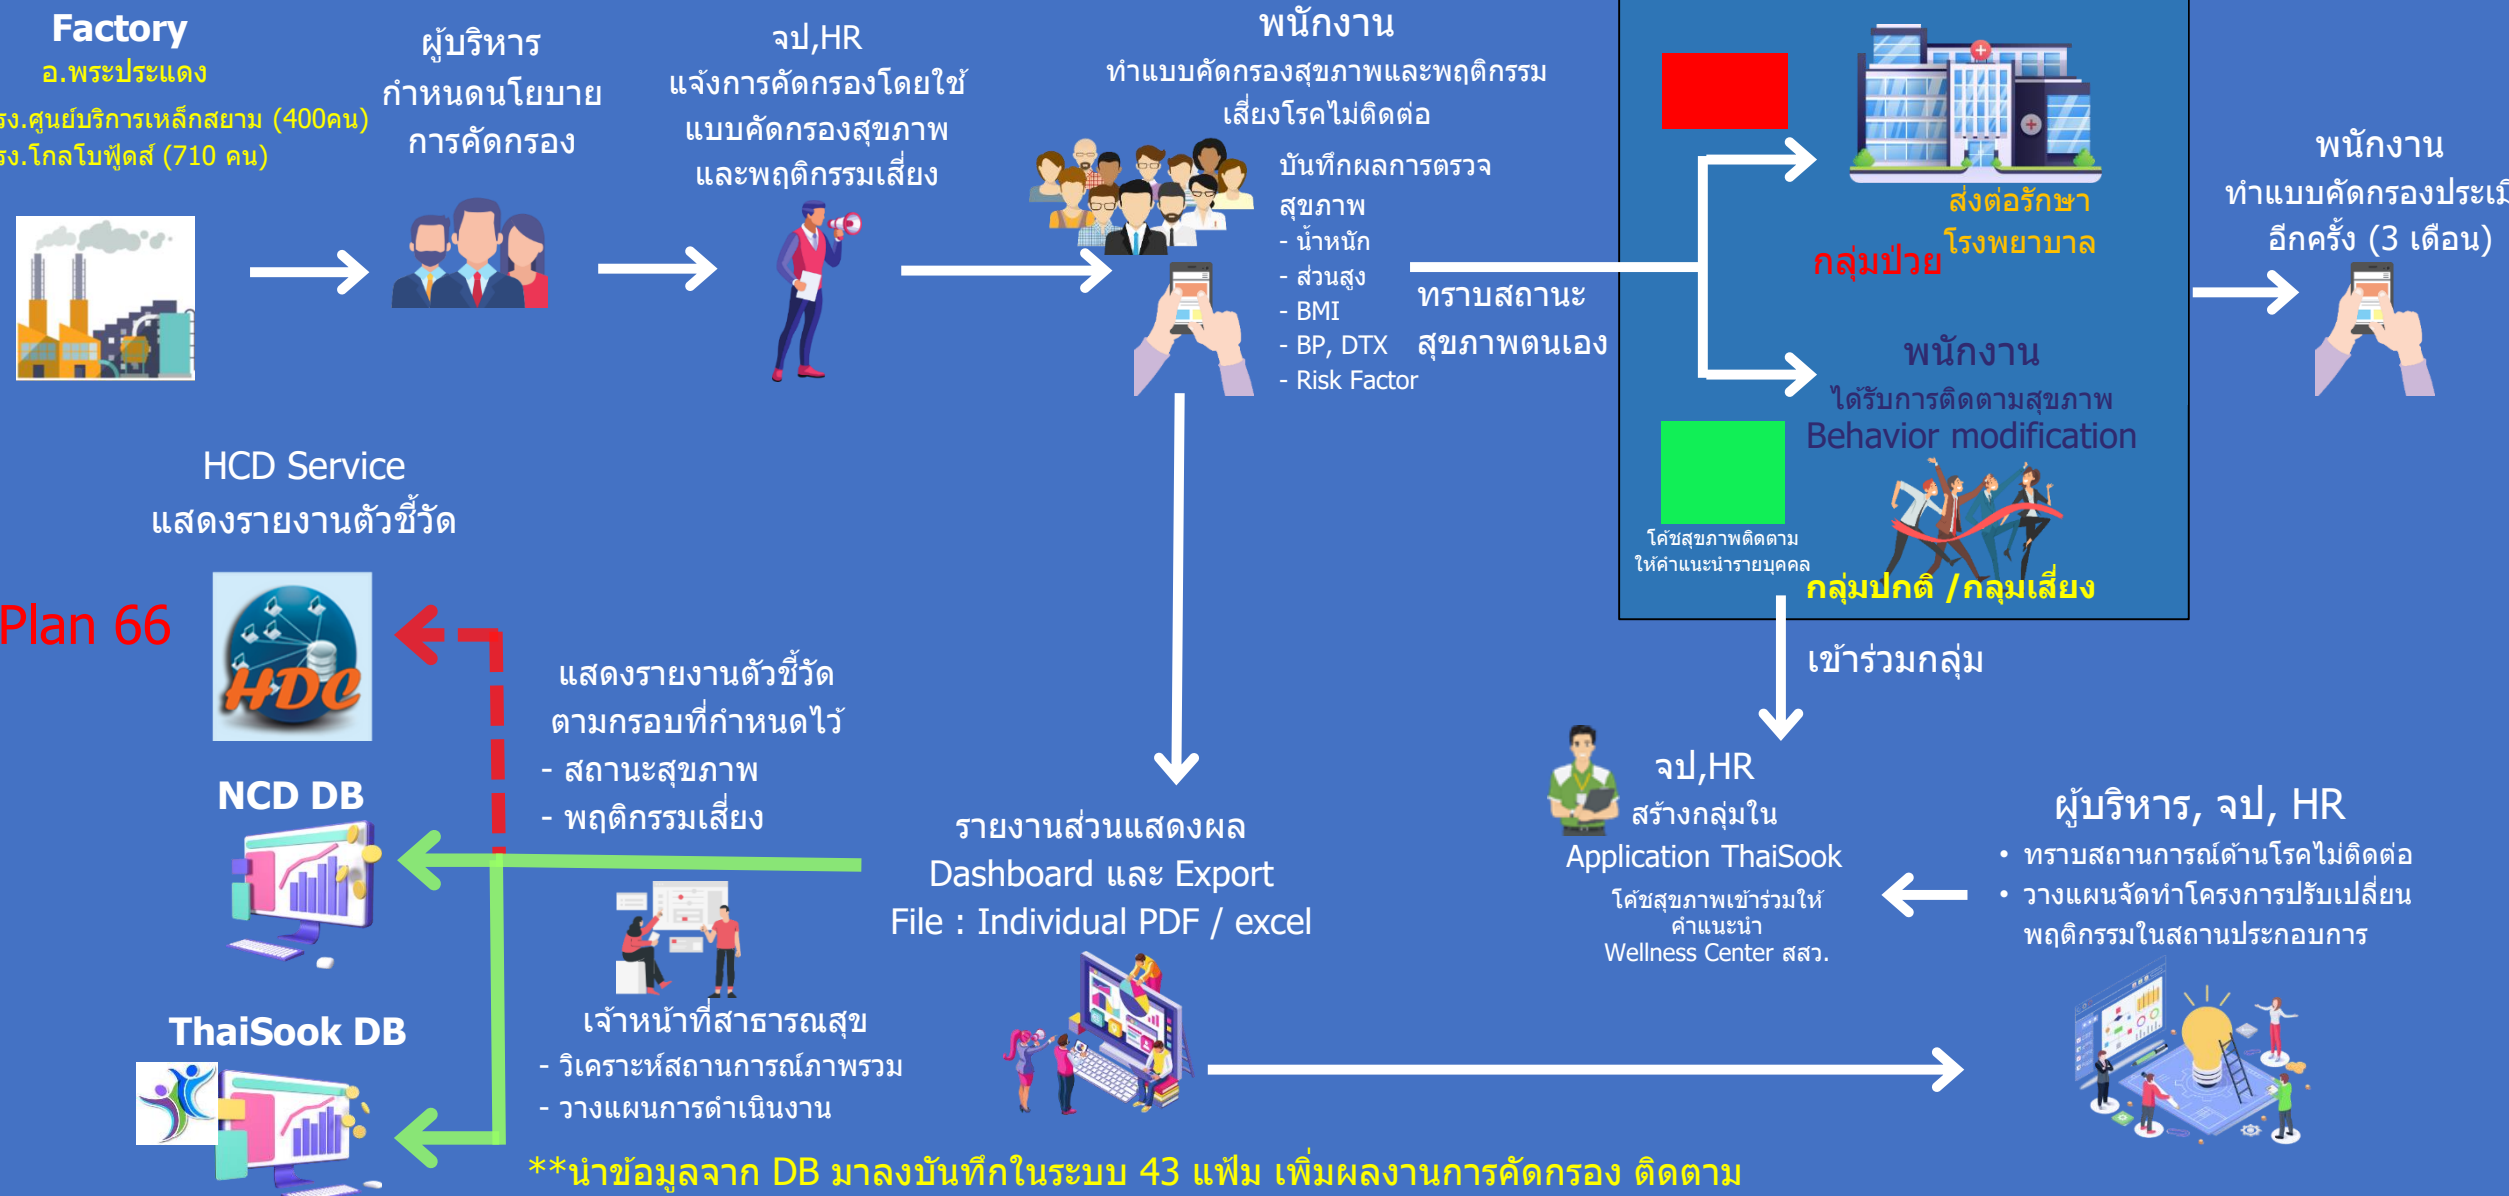 Factory
อ.พระประแดง
รง.ศูนย์บริการเหล็กสยาม (400คน)
รง.โกลโบฟู้ดส์ (710 คน)
ผู้บริหาร
กำหนดนโยบาย
การคัดกรอง
จป,HR
แจ้งการคัดกรองโดยใช้
แบบคัดกรองสุขภาพ
และพฤติกรรมเสี่ยง
พนักงาน
ทำแบบคัดกรองสุขภาพและพฤติกรรม
เสี่ยงโรคไม่ติดต่อ
บันทึกผลการตรวจ
สุขภาพ
- น้ำหนัก
- ส่วนสูง
- BMI
- BP, DTX
- Risk Factor
ทราบสถานะ
สุขภาพตนเอง
ส่งต่อรักษา
โรงพยาบาล
กลุ่มป่วย
พนักงาน
ได้รับการติดตามสุขภาพ
Behavior modification
โค้ชสุขภาพติดตาม
ให้คำแนะนำรายบุคคล
กลุ่มปกติ /กลุมเสี่ยง
พนักงาน
ทำแบบคัดกรองประเมิ
อีกครั้ง (3 เดือน)
HCD Service
แสดงรายงานตัวชี้วัด
Plan 66
HDC
แสดงรายงานตัวชี้วัด
ตามกรอบที่กำหนดไว้
- สถานะสุขภาพ
- พฤติกรรมเสี่ยง
NCD DB
ThaiSook DB
เจ้าหน้าที่สาธารณสุข
- วิเคราะห์สถานการณ์ภาพรวม
- วางแผนการดำเนินงาน
รายงานส่วนแสดงผล
Dashboard และ Export
File : Individual PDF / excel
เข้าร่วมกลุ่ม
จป,HR
สร้างกลุ่มใน
Application ThaiSook
โค้ชสุขภาพเข้าร่วมให้
คำแนะนำ
Wellness Center สสว.
ผู้บริหาร, จป, HR
• ทราบสถานการณ์ด้านโรคไม่ติดต่อ
• วางแผนจัดทำโครงการปรับเปลี่ยน
พฤติกรรมในสถานประกอบการ
**นำข้อมูลจาก DB มาลงบันทึกในระบบ 43 แฟ้ม เพิ่มผลงานการคัดกรอง ติดตาม